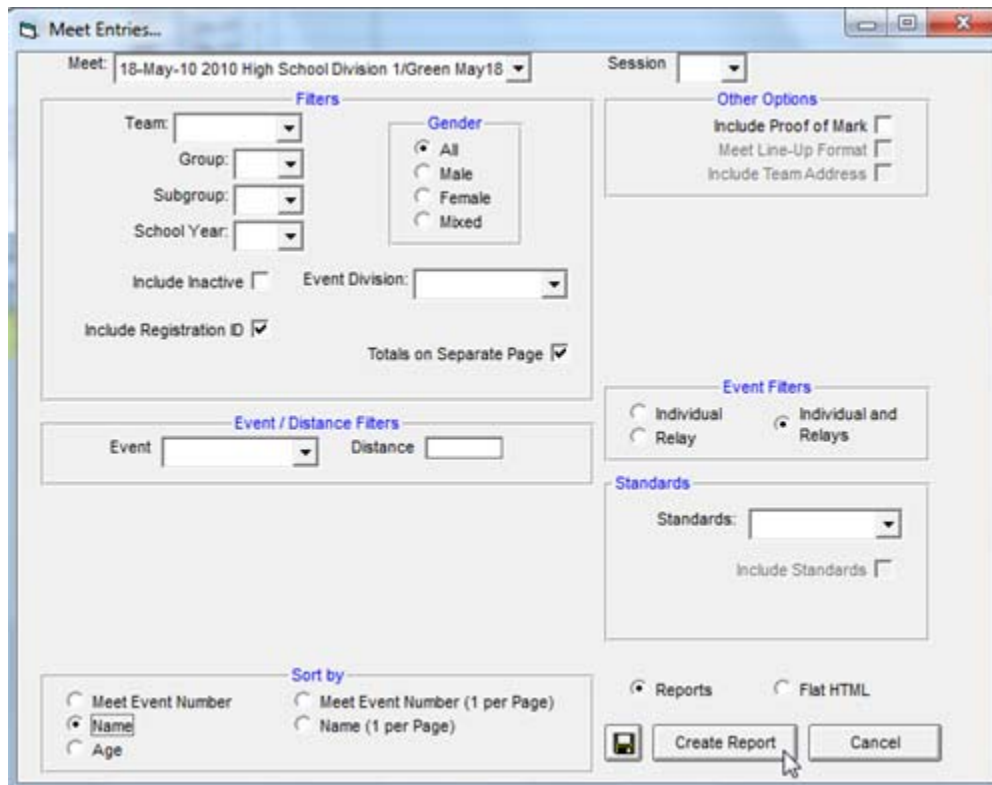 Meet Entries...
Meet: 18-May-10 2010 High School Division 1/Green May18
Session
Filters
Team:
Group:
Subgroup:
School Year:
Gender
All
Male
Female
Mixed
Include Inactive
Event Division:
Include Registration ID
Totals on Separate Page
Other Options
Include Proof of Mark
Meet Line-Up Format
Include Team Address
Event / Distance Filters
Event
Distance
Event Filters
Individual
Relay
Individual and
Relays
Standards
Standards:
Include Standards
Sort by
Meet Event Number
Name
Age
Meet Event Number (1 per Page)
Name (1 per Page)
Reports
Flat HTML
Create Report
Cancel